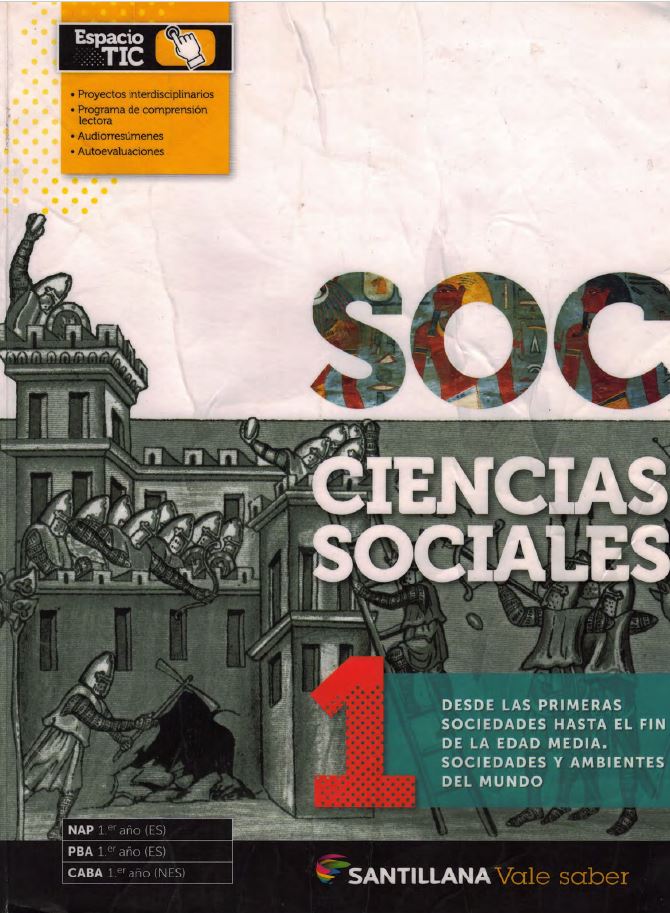 Espacio
TIC
• Proyectos interdisciplinarios
• Programa de comprensión
lectora
• Audiorresúmenes
• Autoevaluaciones
SOC
CIENCIAS
SOCIALES
1
DESDE LAS PRIMERAS
SOCIEDADES HASTA EL FIN
DE LA EDAD MEDIA.
SOCIEDADES Y AMBIENTES
DEL MUNDO
NAP 1.er año (ES)
PBA 1.er año (ES)
CABA 1.er año (NES)
SANTILLANA Vale saber